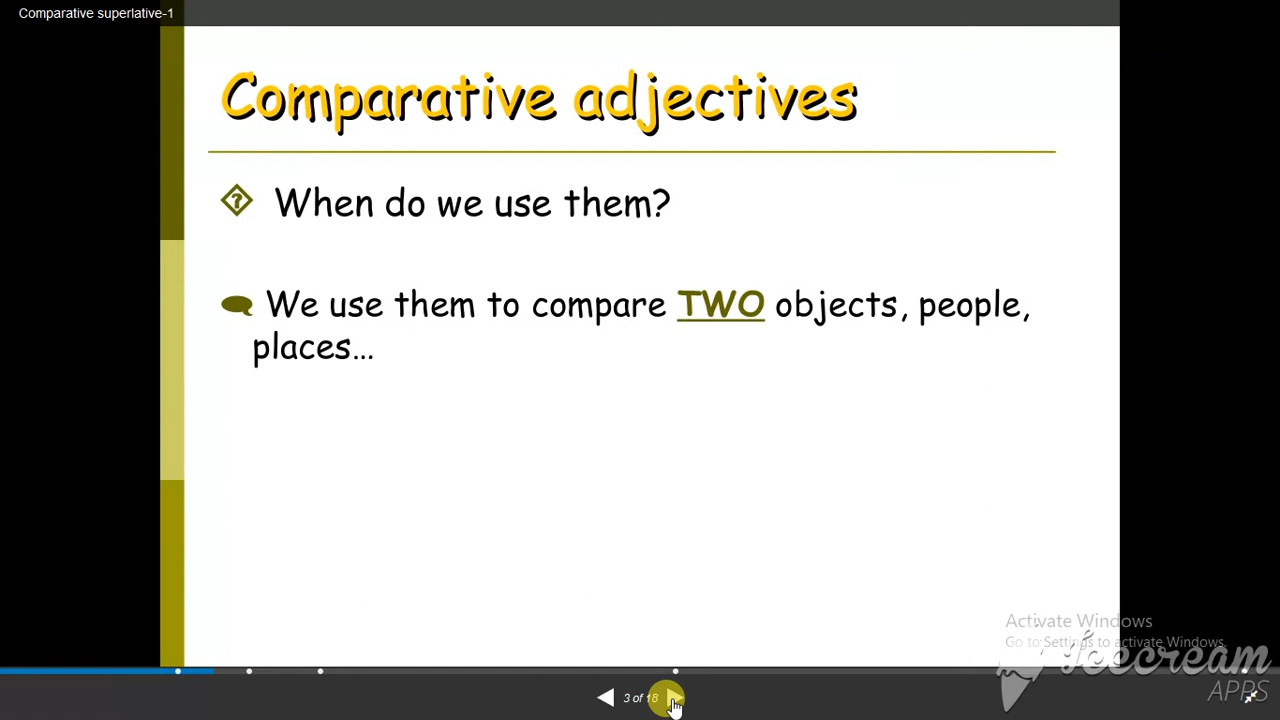 Comparative superlative-1
Comparative adjectives
When do we use them?
We use them to compare TWO objects, people,
places...
Activate Windows
Go to Settings to activate Windows.
Icecream
APPS
3 of 18